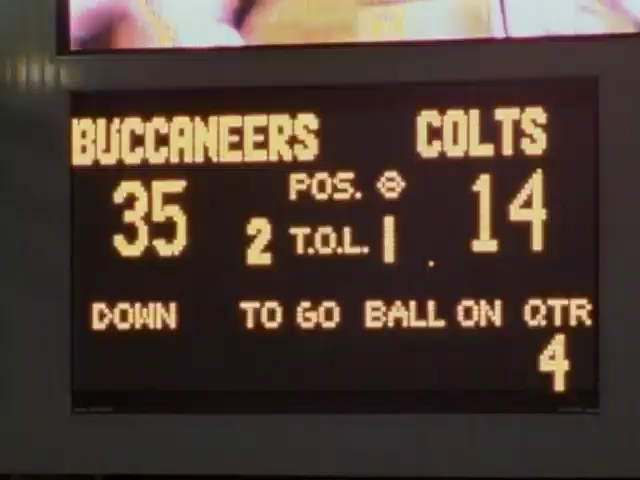 BUCCANEERS COLTS
35 POS. 14
2 T.O.L. 1
DOWN TO GO BALL ON QTR
4